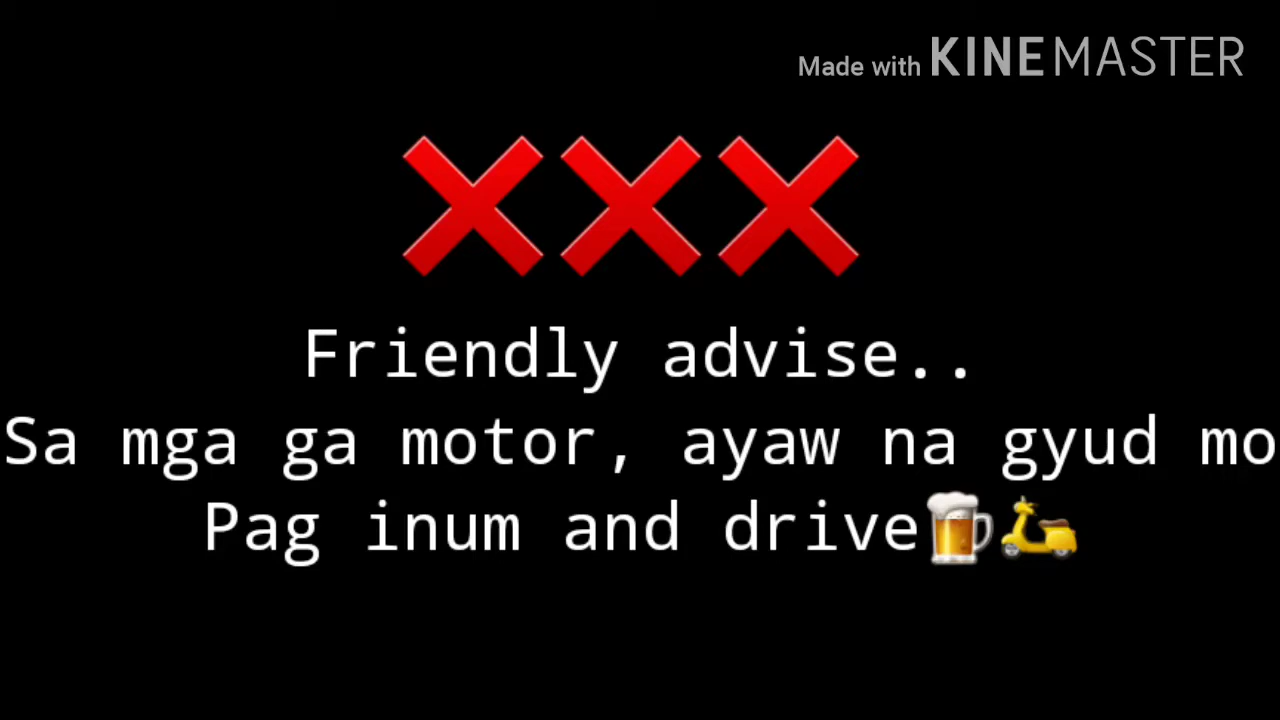 Made with KINEMASTER
❌❌❌
Friendly advise..
Sa mga ga motor, ayaw na gyud mo
Pag inum and drive🍺🛵